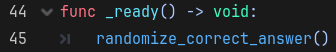 44 func _ready() -> void:
45 randomize_correct_answer()